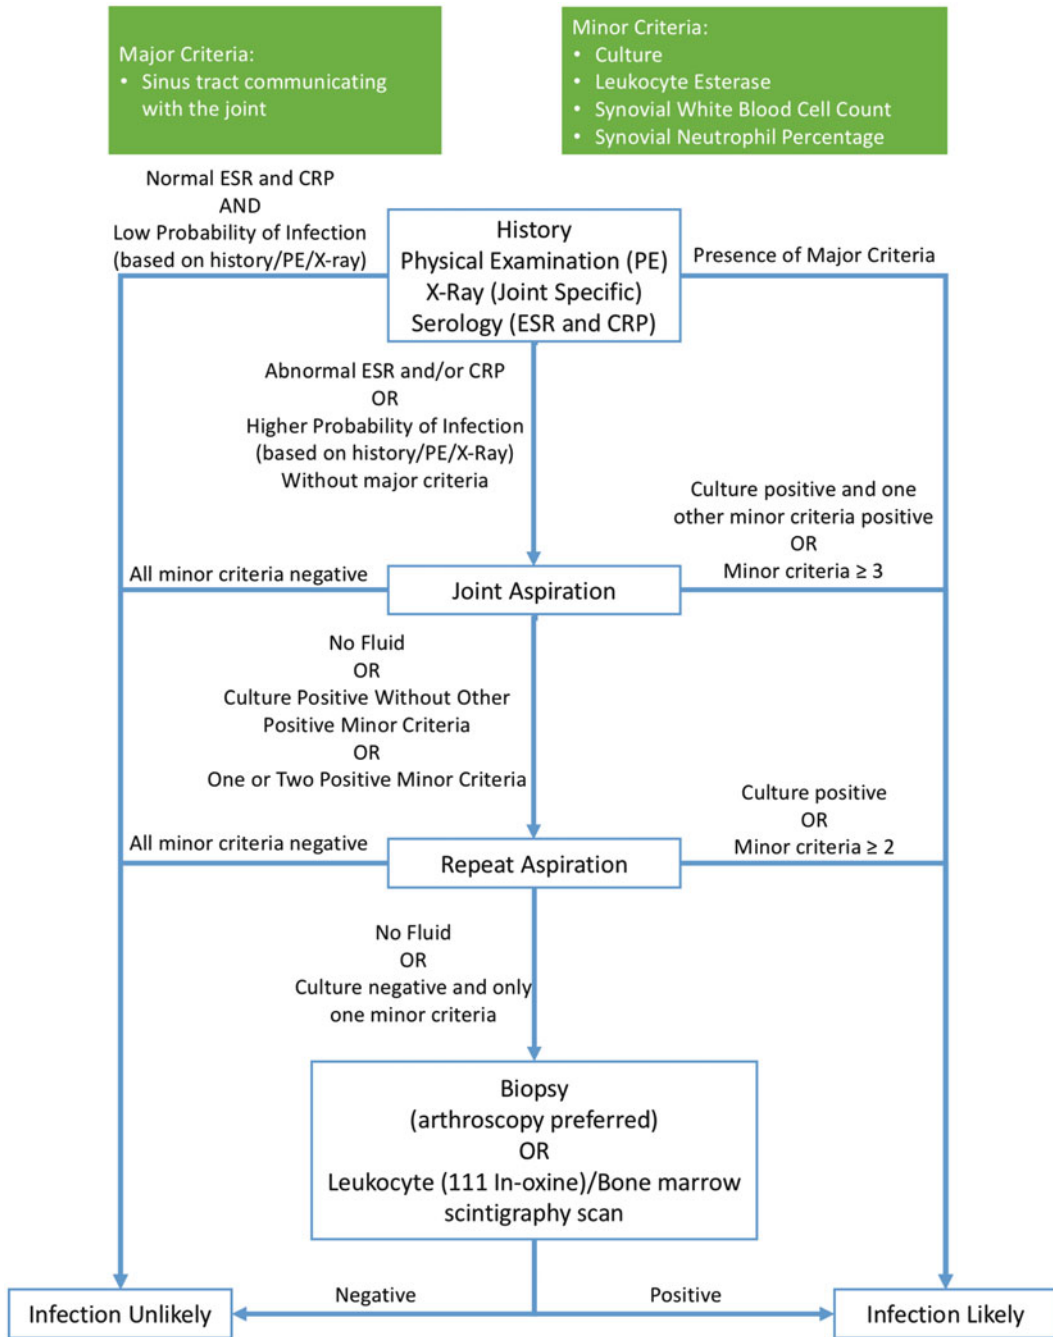 Major Criteria:
• Sinus tract communicating
with the joint
Minor Criteria:
• Culture
• Leukocyte Esterase
• Synovial White Blood Cell Count
• Synovial Neutrophil Percentage
Normal ESR and CRP
AND
Low Probability of Infection
(based on history/PE/X-ray)
History
Physical Examination (PE)
X-Ray (Joint Specific)
Serology (ESR and CRP)
Presence of Major Criteria
Abnormal ESR and/or CRP
OR
Higher Probability of Infection
(based on history/PE/X-Ray)
Without major criteria
Culture positive and one
other minor criteria positive
OR
Minor criteria ≥ 3
All minor criteria negative
Joint Aspiration
No Fluid
OR
Culture Positive Without Other
Positive Minor Criteria
OR
One or Two Positive Minor Criteria
Culture positive
OR
Minor criteria ≥ 2
All minor criteria negative
Repeat Aspiration
No Fluid
OR
Culture negative and only
one minor criteria
Biopsy
(arthroscopy preferred)
OR
Leukocyte (111 In-oxine)/Bone marrow
scintigraphy scan
Negative
Positive
Infection Unlikely
Infection Likely